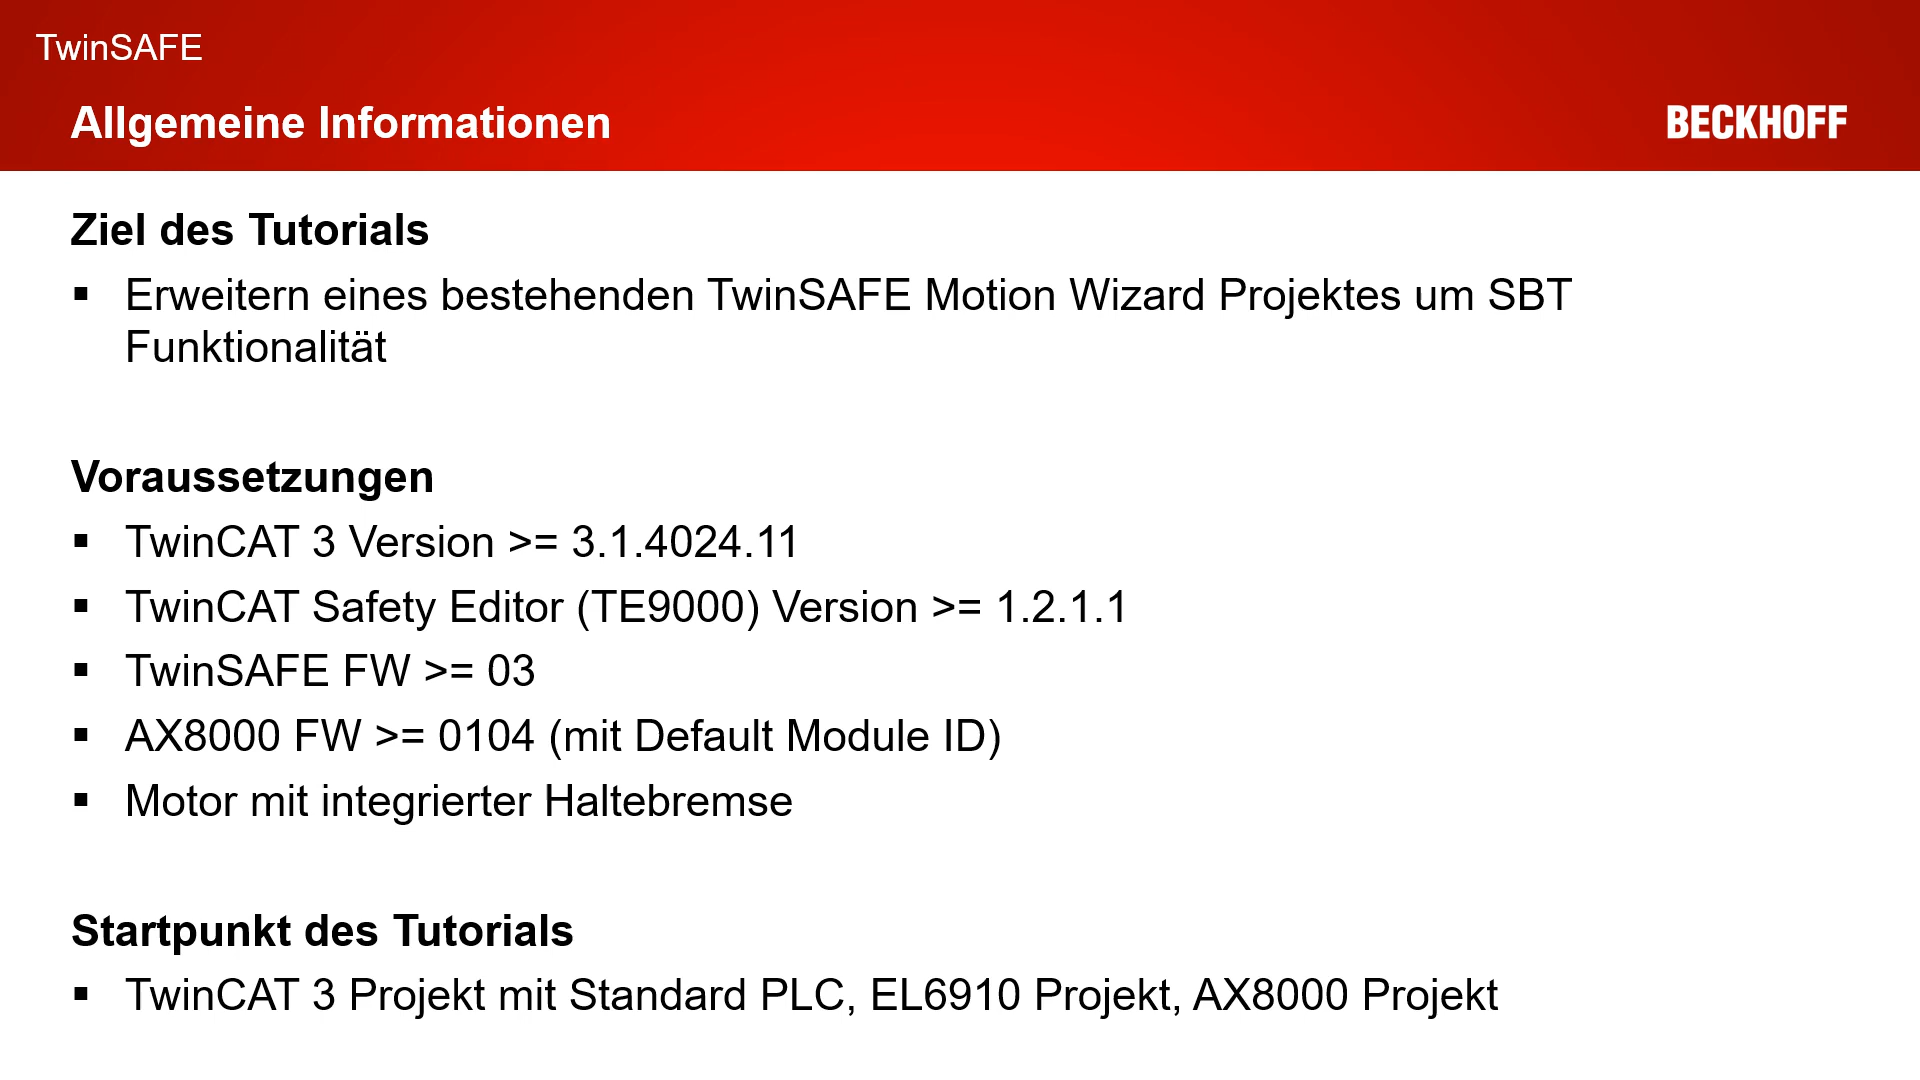 TwinSAFE
Allgemeine Informationen
BECKHOFF
Ziel des Tutorials
▪ Erweitern eines bestehenden TwinSAFE Motion Wizard Projektes um SBT
Funktionalität
Voraussetzungen
▪ TwinCAT 3 Version >= 3.1.4024.11
▪ TwinCAT Safety Editor (TE9000) Version >= 1.2.1.1
▪ TwinSAFE FW >= 03
▪ AX8000 FW >= 0104 (mit Default Module ID)
▪ Motor mit integrierter Haltebremse
Startpunkt des Tutorials
▪ TwinCAT 3 Projekt mit Standard PLC, EL6910 Projekt, AX8000 Projekt